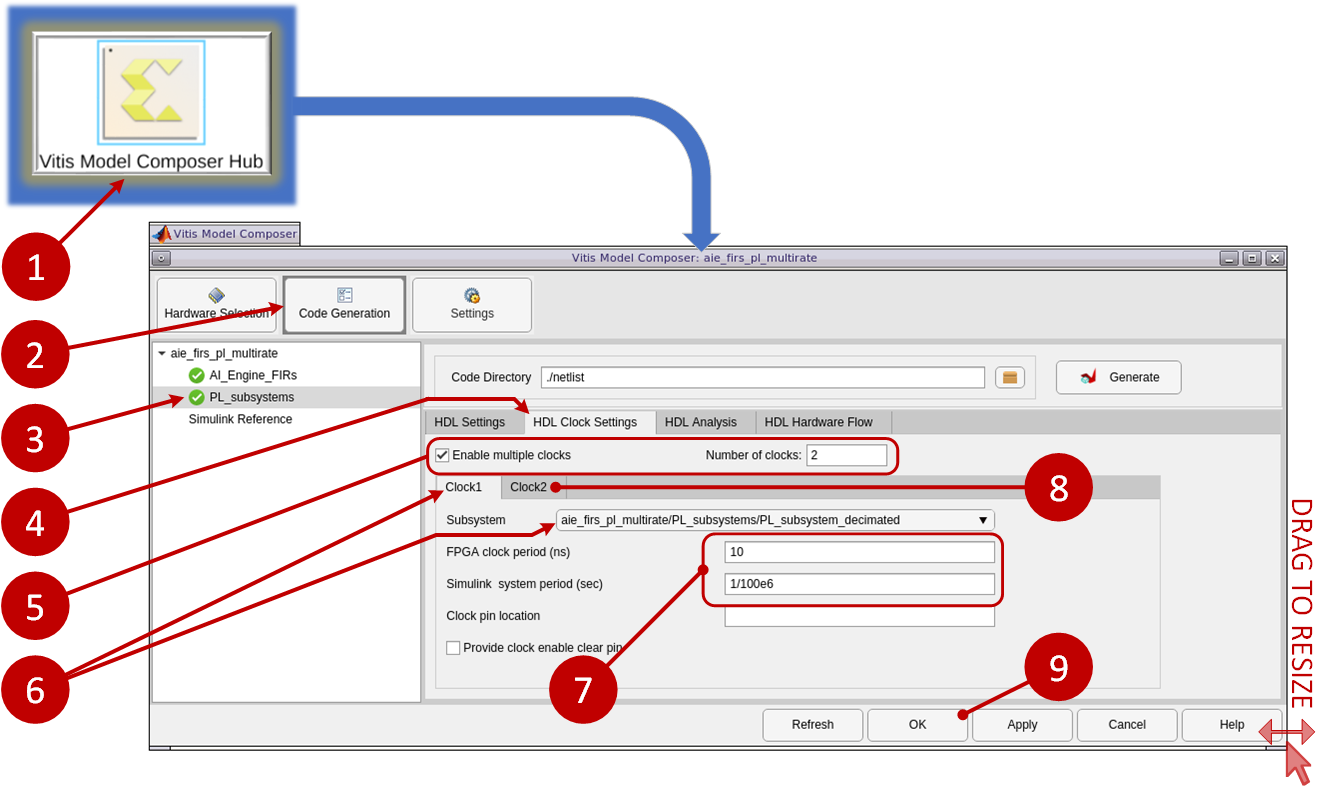 Vitis Model Composer Hub
1
Vitis Model Composer
Vitis Model Composer: aie_firs_pl_multirate
Hardware Selection
Code Generation
Settings
2
aie_firs_pl_multirate
AI_Engine_FIRs
PL_subsystems
Simulink Reference
3
Code Directory
./netlist
Generate
HDL Settings
HDL Clock Settings
HDL Analysis
HDL Hardware Flow
4
Enable multiple clocks
Number of clocks:
2
Clock1
Clock2
8
5
Subsystem
aie_firs_pl_multirate/PL_subsystems/PL_subsystem_decimated
FPGA clock period (ns)
10
Simulink system period (sec)
1/100e6
Clock pin location
Provide clock enable clear pin
6
7
9
Refresh
OK
Apply
Cancel
Help
DRAG TO RESIZE